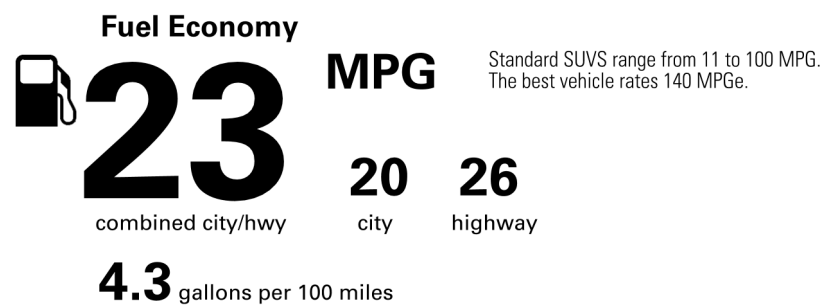 Fuel Economy
23
MPG
Standard SUVS range from 11 to 100 MPG.
The best vehicle rates 140 MPGe.
20 26
combined city/hwy city highway
4.3 gallons per 100 miles